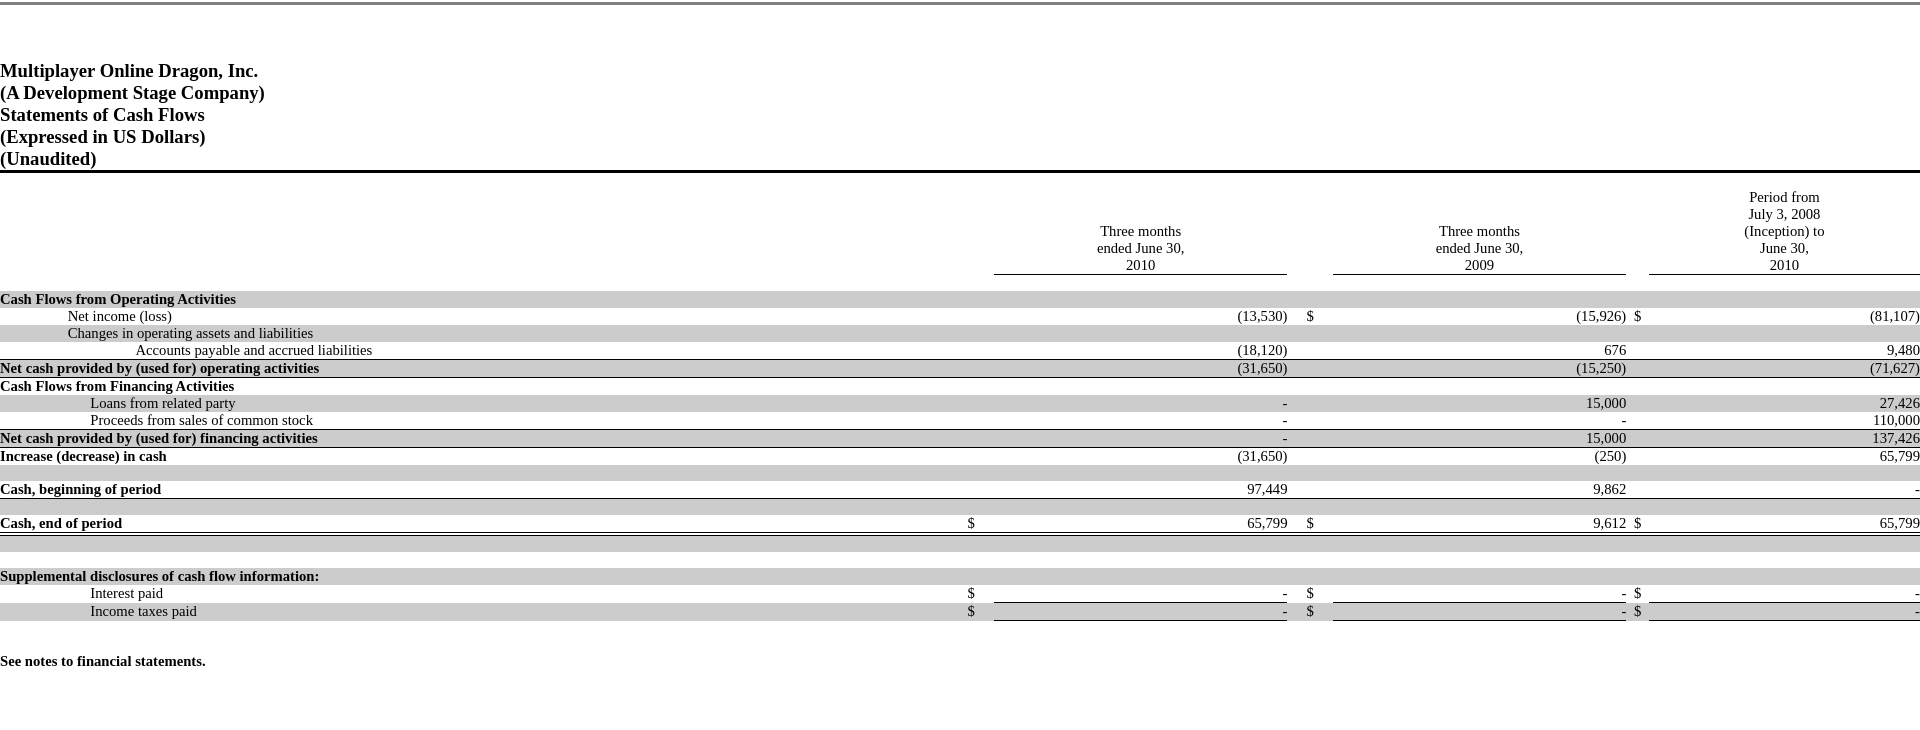 Multiplayer Online Dragon, Inc.
(A Development Stage Company)
Statements of Cash Flows
(Expressed in US Dollars)
(Unaudited)
Period from
July 3, 2008
Three months Three months (Inception) to
ended June 30, ended June 30, June 30,
2010 2009 2010
Cash Flows from Operating Activities
Net income (loss) (13,530) $ (15,926) $ (81,107)
Changes in operating assets and liabilities
Accounts payable and accrued liabilities (18,120) 676 9,480
Net cash provided by (used for) operating activities (31,650) (15,250) (71,627)
Cash Flows from Financing Activities
Loans from related party - 15,000 27,426
Proceeds from sales of common stock - - 110,000
Net cash provided by (used for) financing activities - 15,000 137,426
Increase (decrease) in cash (31,650) (250) 65,799
Cash, beginning of period 97,449 9,862 -
Cash, end of period $ 65,799 $ 9,612 $ 65,799
Supplemental disclosures of cash flow information:
Interest paid $ - $ - $ -
Income taxes paid $ - $ - $ -
See notes to financial statements.